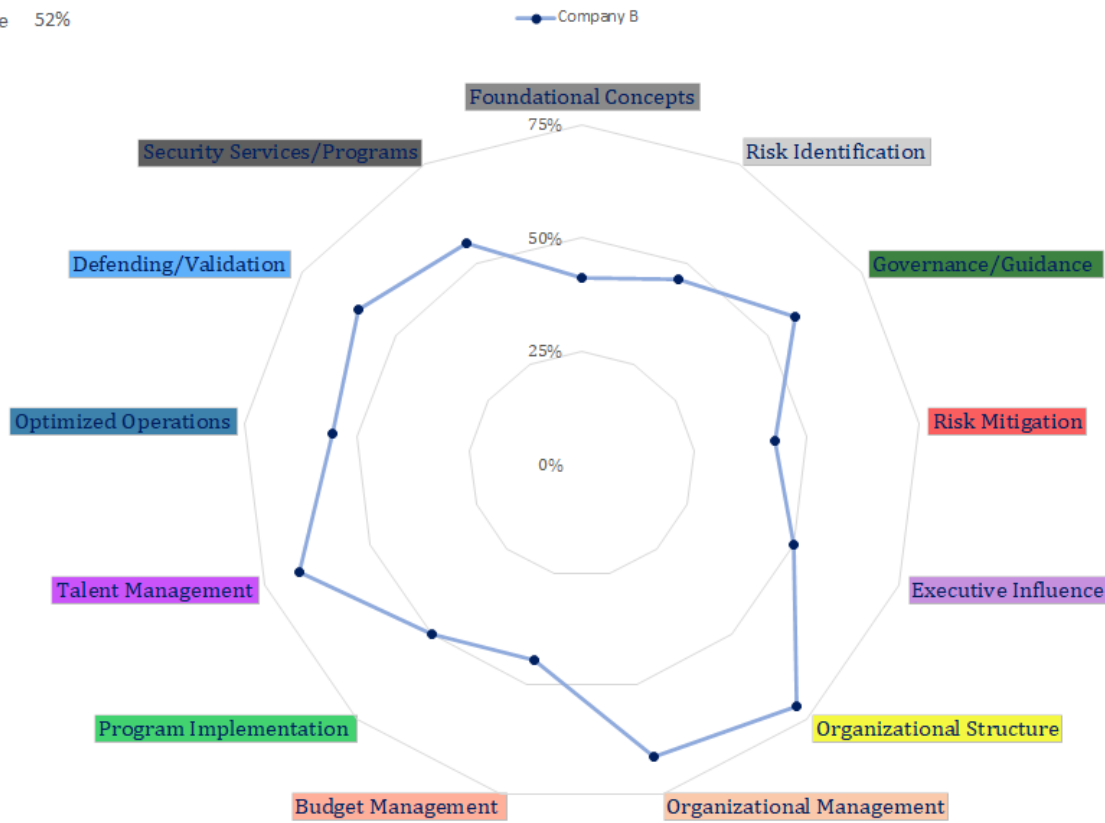 e 52%
Company B
Foundational Concepts
75%
Security Services/Programs
Risk Identification
50%
Defending/Validation
Governance/Guidance
25%
Optimized Operations
Risk Mitigation
0%
Talent Management
Executive Influence
Program Implementation
Organizational Structure
Budget Management
Organizational Management